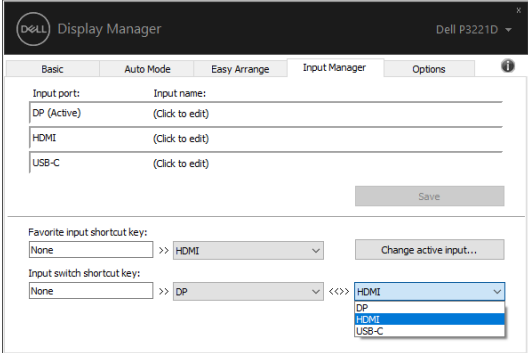 DELL Display Manager Dell P3221D
x
Basic Auto Mode Easy Arrange Input Manager Options i
Input port: Input name:
DP (Active) (Click to edit)
HDMI (Click to edit)
USB-C (Click to edit)
Save
Favorite input shortcut key:
None >> HDMI Change active input...
Input switch shortcut key:
None >> DP <<>> HDMI
DP
HDMI
USB-C